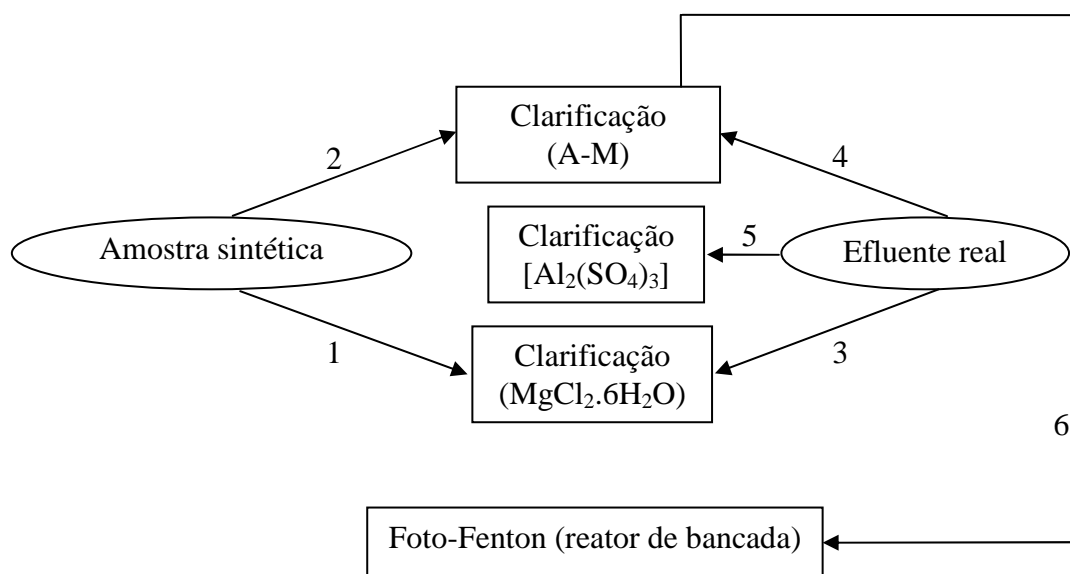 Clarificação
(A-M)
2
4
Amostra sintética
Clarificação
[Al₂(SO₄)₃]
5
Efluente real
1
Clarificação
(MgCl₂.6H₂O)
3
6
Foto-Fenton (reator de bancada)